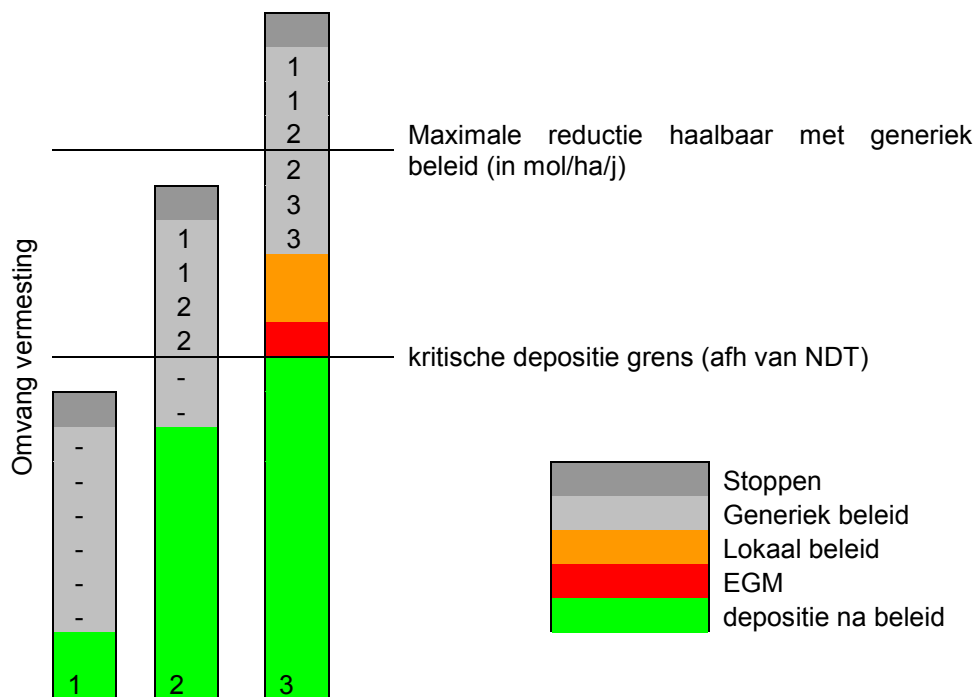 1
1
2
2
3
3
Maximale reductie haalbaar met generiek
beleid (in mol/ha/j)
Omvang vermesting
1
1
2
2
-
-
kritische depositie grens (afh van NDT)
-
-
-
-
-
-
Stoppen
Generiek beleid
Lokaal beleid
EGM
depositie na beleid
1
2
3